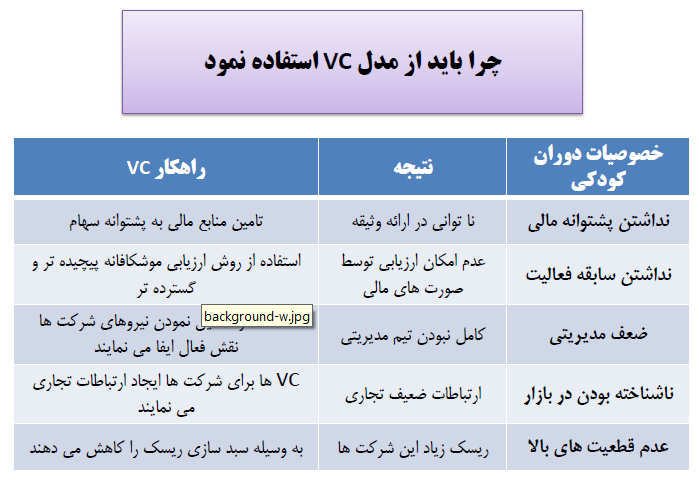 چرا باید از مدل VC استفاده نمود
خصوصیات دوران
کودکی
نتیجه
راهکار VC
نداشتن پشتوانه مالی
نا توانی در ارائه وثیقه
تامین منابع مالی به پشتوانه سهام
نداشتن سابقه فعالیت
عدم امکان ارزیابی توسط
صورت های مالی
استفاده از روش ارزیابی موشکافانه پیچیده تر و
گسترده تر
ضعف مدیریتی
کامل نبودن تیم مدیریتی
نمودن نیروهای شرکت ها
نقش فعال ایفا می نمایند
background-w.jpg
ناشناخته بودن در بازار
ارتباطات ضعیف تجاری
VC ها برای شرکت ها ایجاد ارتباطات تجاری
می نمایند
عدم قطعیت های بالا
ریسک زیاد این شرکت ها
به وسیله سبد سازی ریسک را کاهش می دهند